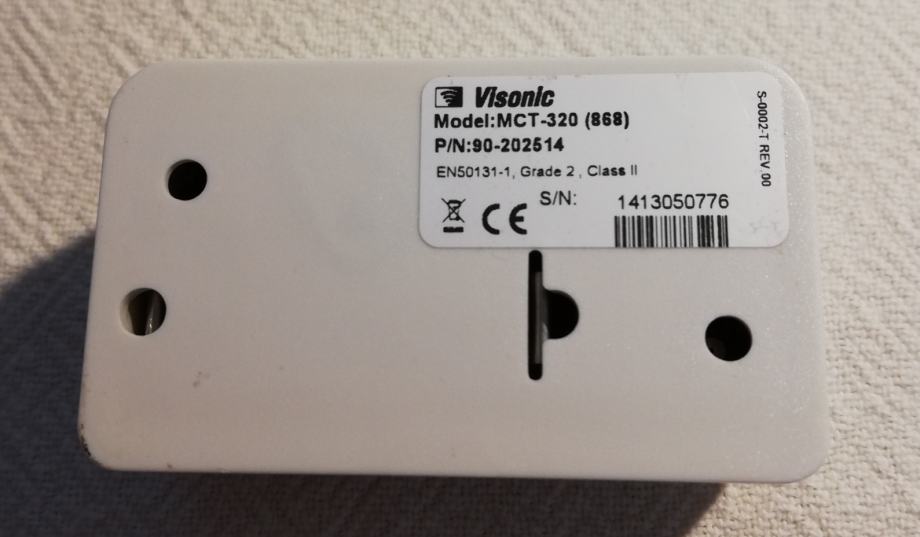 Visonic
Model:MCT-320 (868)
P/N:90-202514
EN50131-1, Grade 2 , Class II
S/N:
1413050776
CE
S-0002-T REV.00